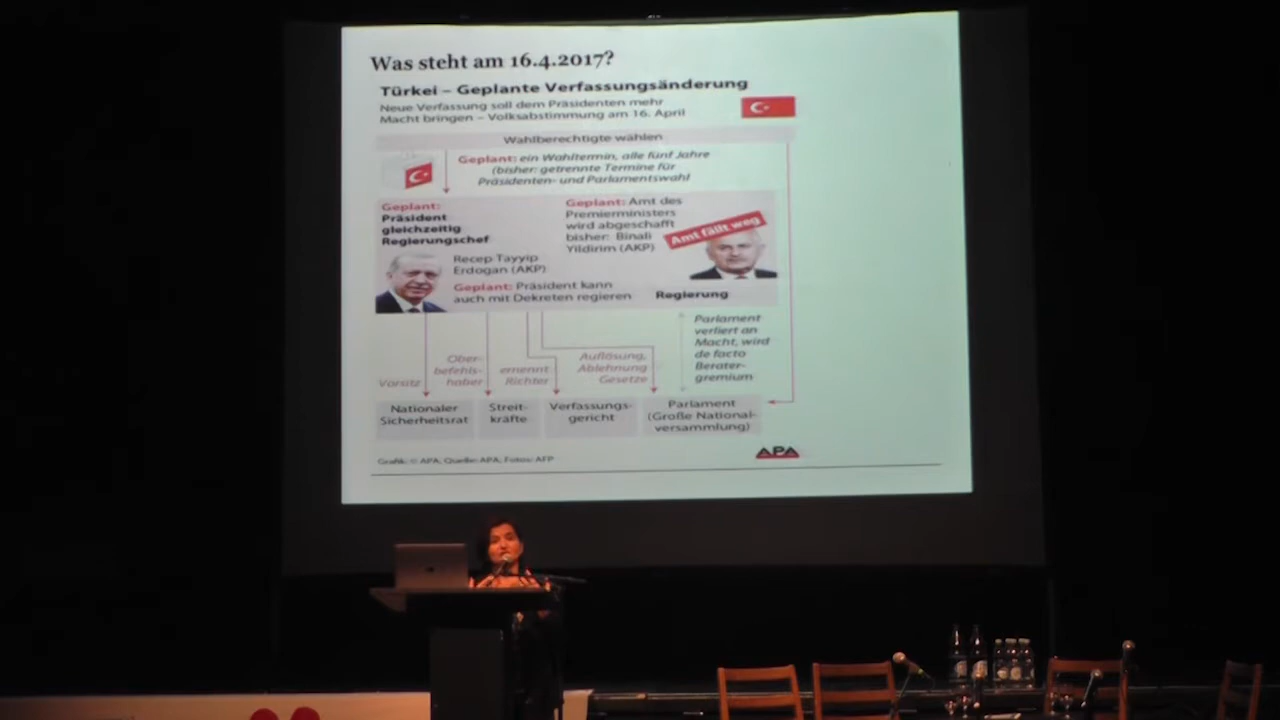 Was steht am 16.4.2017?
Türkei – Geplante Verfassungsänderung
Neue Verfassung soll dem Präsidenten mehr
Macht bringen – Volksabstimmung am 16. April
Wahlberechtigte wählen
Geplant: ein Wahltermin, alle fünf Jahre
(bisher: getrennte Termine für
Präsidenten- und Parlamentswahl
Geplant:
Präsident
gleichzeitig
Regierungschef
Recep Tayyip
Erdogan (AKP)
Geplant: Präsident kann
auch mit Dekreten regieren
Geplant: Amt des
Premierministers
wird abgeschafft
bisher: Binali
Yildirim (AKP)
Amt fällt weg
Regierung
Parlament
verliert an
Macht, wird
de facto
Berater-
gremium
Vorsitz
Ober-
befehls-
haber
ernennt
Richter
Auflösung,
Ablehnung
Gesetze
Nationaler
Sicherheitsrat
Streit-
kräfte
Verfassungs-
gericht
Parlament
(Große National-
versammlung)
Grafik: © APA, Quelle: APA, Fotos: AFP
APA